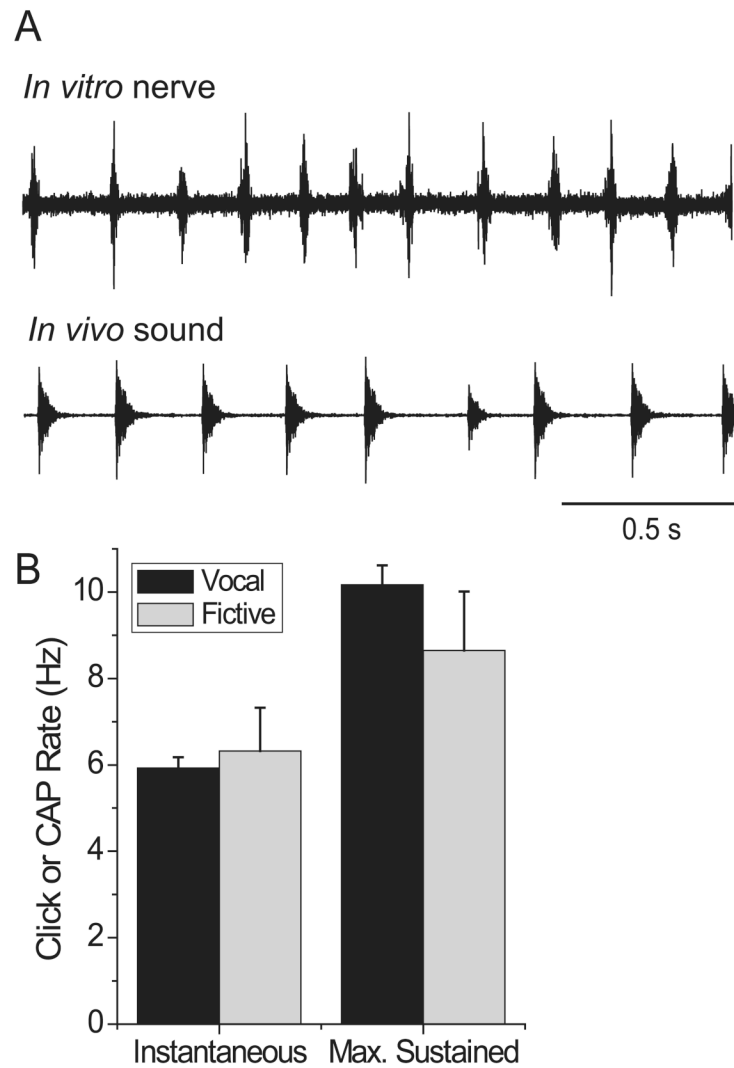 A
In vitro nerve
In vivo sound
0.5 s
B
Vocal
Fictive
Click or CAP Rate (Hz)
10
8
6
4
2
0
Instantaneous Max. Sustained